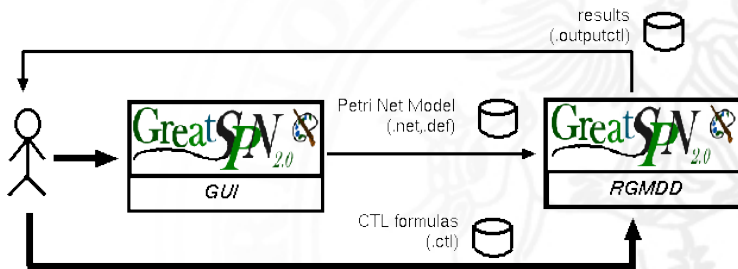 results
(.outputctl)
Petri Net Model
(.net,.def)
GreatSPN 2.0
GUI
GreatSPN 2.0
RGMDD
CTL formulas
(.ctl)